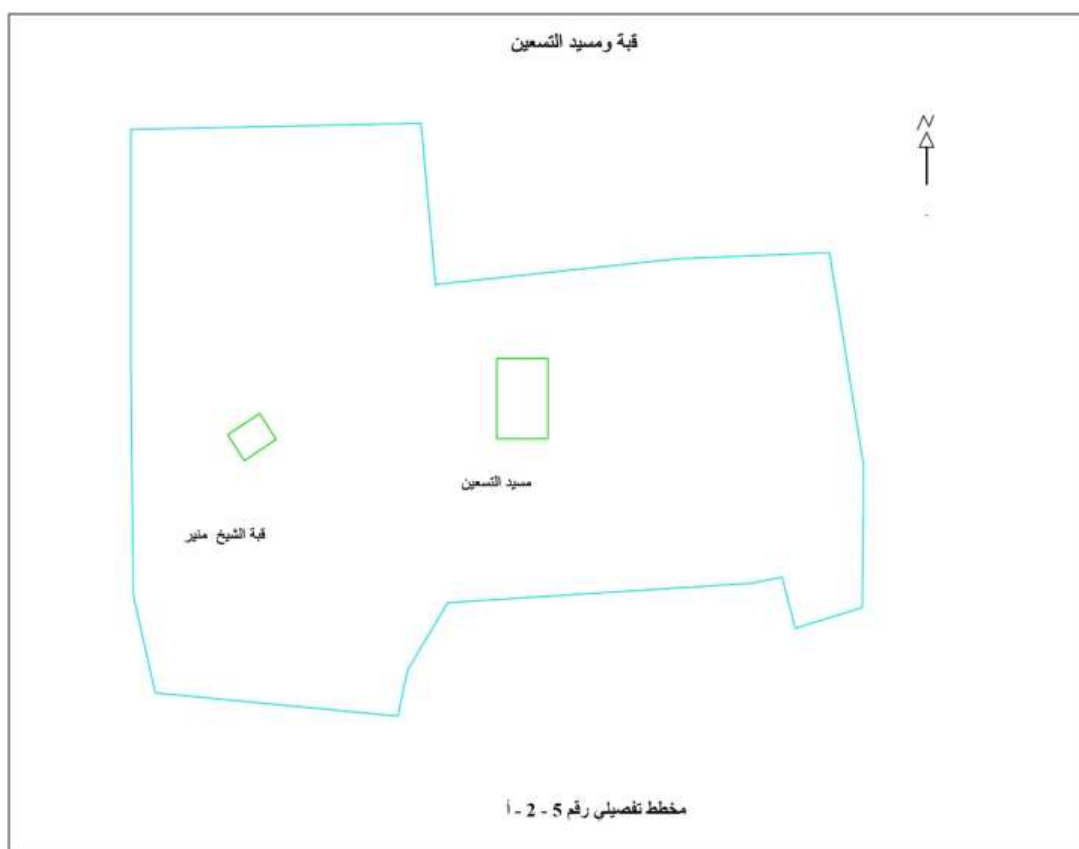 قبة ومسيد التسعين
N
مسيد التسعين
قبة الشيخ منير
مخطط تفصيلي رقم 5 - 2 - أ